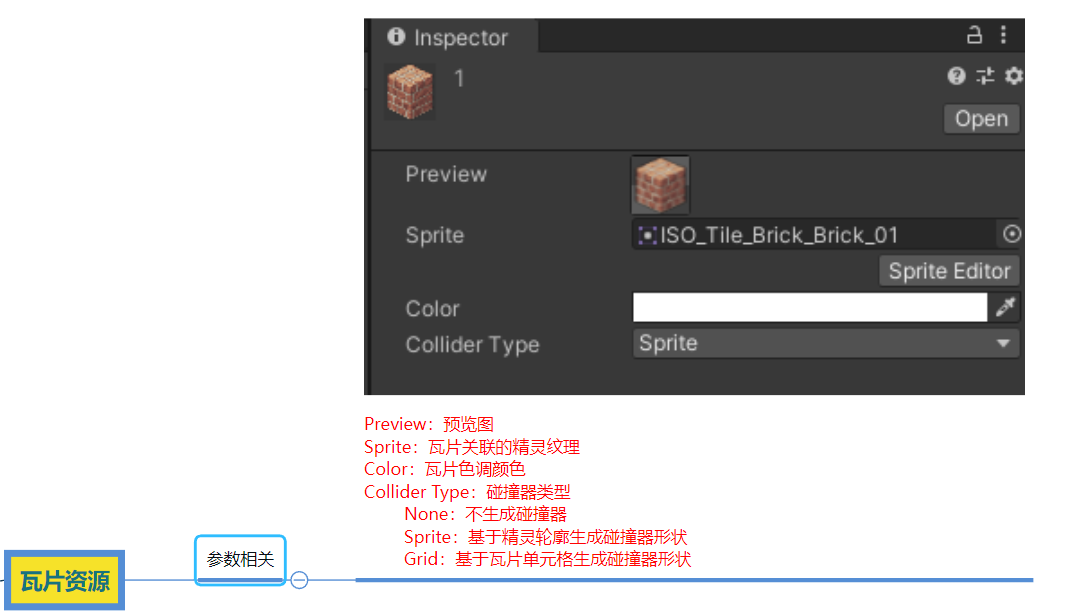 Inspector
1
Open
Preview
Sprite
ISO_Tile_Brick_Brick_01
Sprite Editor
Color
Collider Type
Sprite
Preview：预览图
Sprite：瓦片关联的精灵纹理
Color：瓦片色调颜色
Collider Type：碰撞器类型
None：不生成碰撞器
Sprite：基于精灵轮廓生成碰撞器形状
Grid：基于瓦片单元格生成碰撞器形状
参数相关
瓦片资源